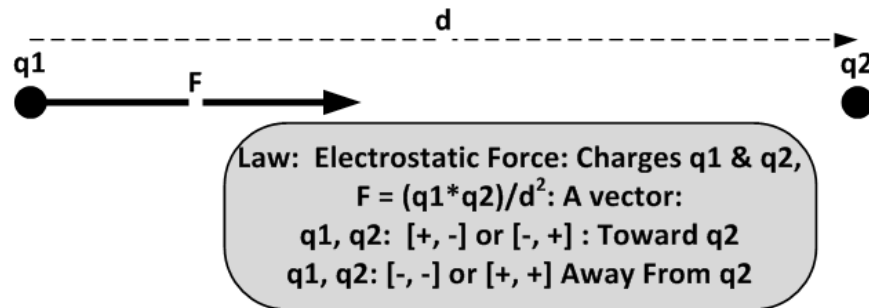 d
q1
F
q2
Law:  Electrostatic Force: Charges q1 & q2,
F = (q1*q2)/d²: A vector:
q1, q2:  [+, -] or [-, +] : Toward q2
q1, q2: [-, -] or [+, +] Away From q2